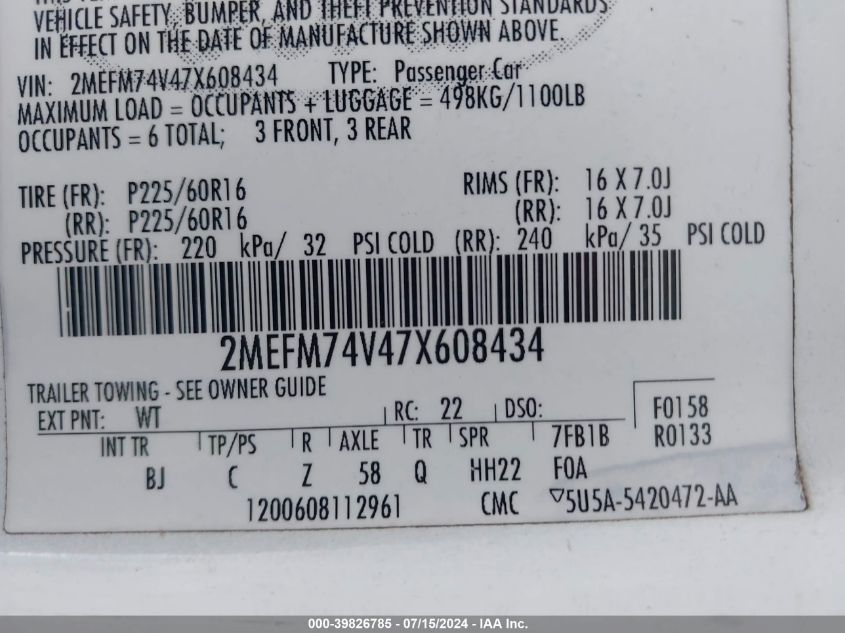 VEHICLE SAFETY, BUMPER, AND THEFT PREVENTION STANDARDS
IN EFFECT ON THE DATE OF MANUFACTURE SHOWN ABOVE.
VIN: 2MEFM74V47X608434 TYPE: Passenger Car
MAXIMUM LOAD = OCCUPANTS + LUGGAGE = 498KG/1100LB
OCCUPANTS = 6 TOTAL; 3 FRONT, 3 REAR
TIRE (FR): P225/60R16 RIMS (FR): 16 X 7.0J
(RR): P225/60R16 (RR): 16 X 7.0J
PRESSURE (FR): 220 kPa/ 32 PSI COLD (RR): 240 kPa/ 35 PSI COLD
2MEFM74V47X608434
TRAILER TOWING - SEE OWNER GUIDE
EXT PNT: WT RC: 22 DSO: F0158
INT TR TP/PS R AXLE TR SPR 7FB1B R0133
BJ C Z 58 Q HH22 F0A
1200608112961 CMC ▽5U5A-5420472-AA
000-39826785 - 07/15/2024 - IAA Inc.